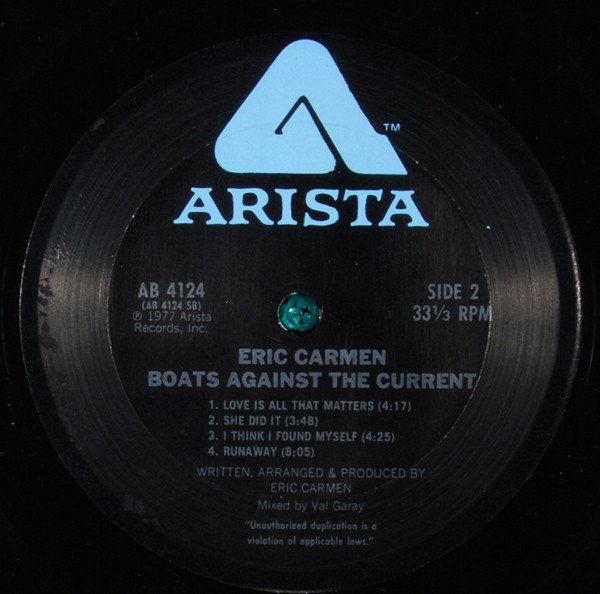 TM
ARISTA
AB 4124
(AB 4124 SB)
℗ 1977 Arista
Records, Inc.
SIDE 2
33⅓ RPM
ERIC CARMEN
BOATS AGAINST THE CURRENT
1. LOVE IS ALL THAT MATTERS (4:17)
2. SHE DID IT (3:48)
3. I THINK I FOUND MYSELF (4:25)
4. RUNAWAY (8:05)
WRITTEN, ARRANGED & PRODUCED BY
ERIC CARMEN
Mixed by Val Garay
"Unauthorized duplication is a
violation of applicable laws."